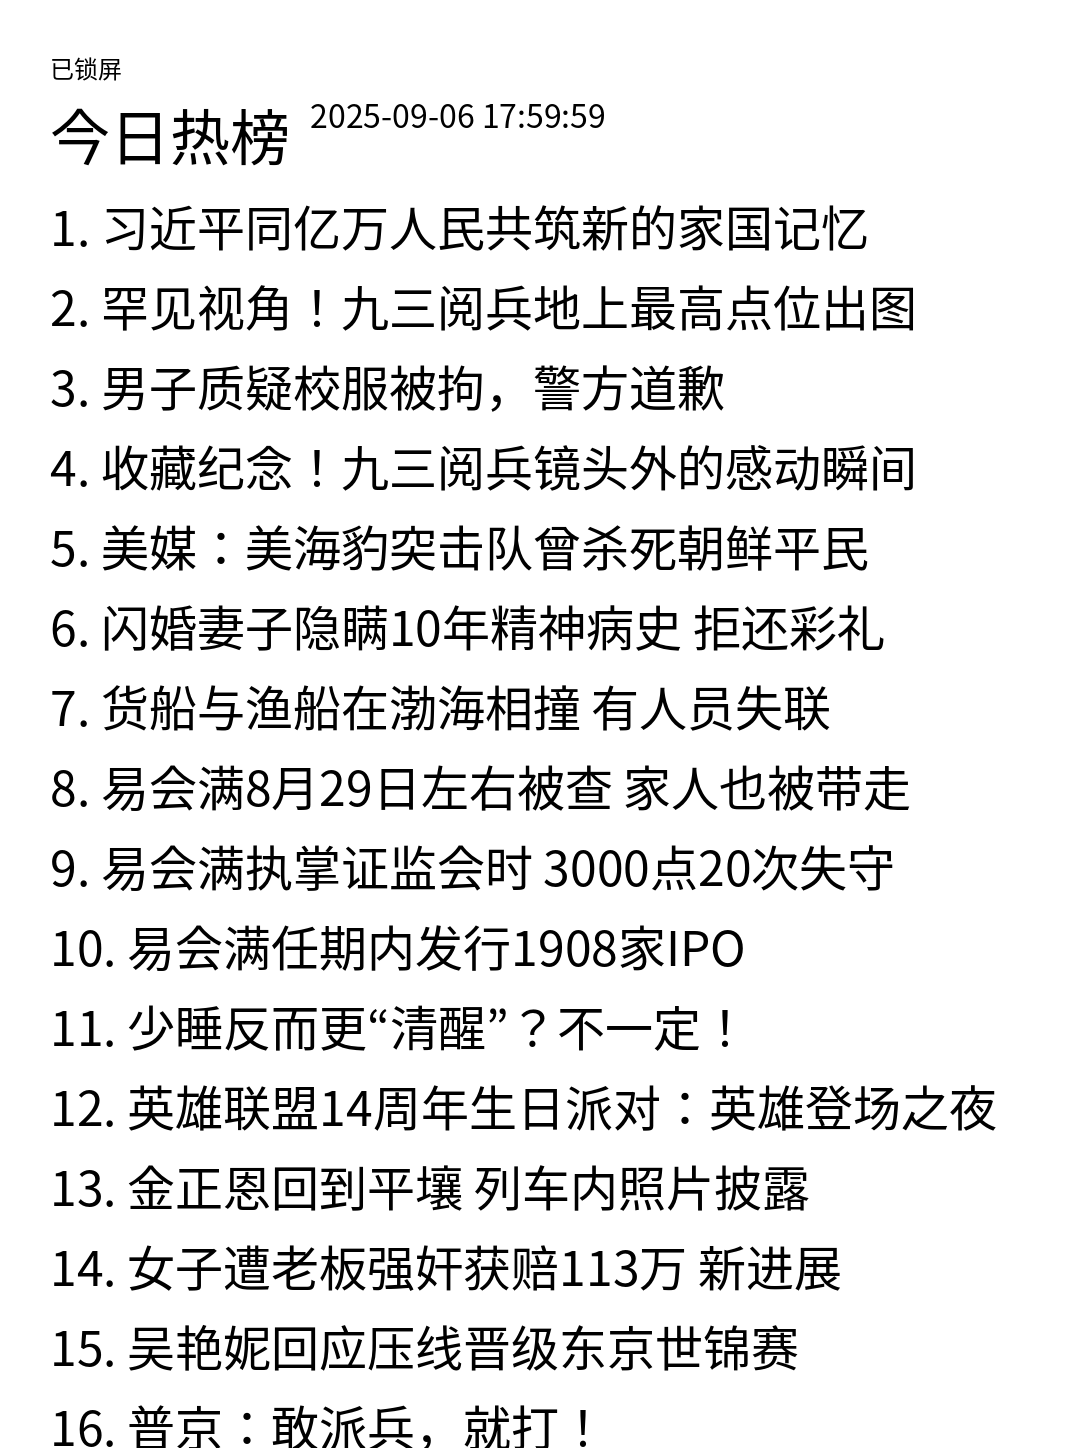 已锁屏
今日热榜 2025-09-06 17:59:59
1. 习近平同亿万人民共筑新的家国记忆
2. 罕见视角！九三阅兵地上最高点位出图
3. 男子质疑校服被拘，警方道歉
4. 收藏纪念！九三阅兵镜头外的感动瞬间
5. 美媒：美海豹突击队曾杀死朝鲜平民
6. 闪婚妻子隐瞒10年精神病史 拒还彩礼
7. 货船与渔船在渤海相撞 有人员失联
8. 易会满8月29日左右被查 家人也被带走
9. 易会满执掌证监会时 3000点20次失守
10. 易会满任期内发行1908家IPO
11. 少睡反而更“清醒”？不一定！
12. 英雄联盟14周年生日派对：英雄登场之夜
13. 金正恩回到平壤 列车内照片披露
14. 女子遭老板强奸获赔113万 新进展
15. 吴艳妮回应压线晋级东京世锦赛
16. 普京：敢派兵，就打！